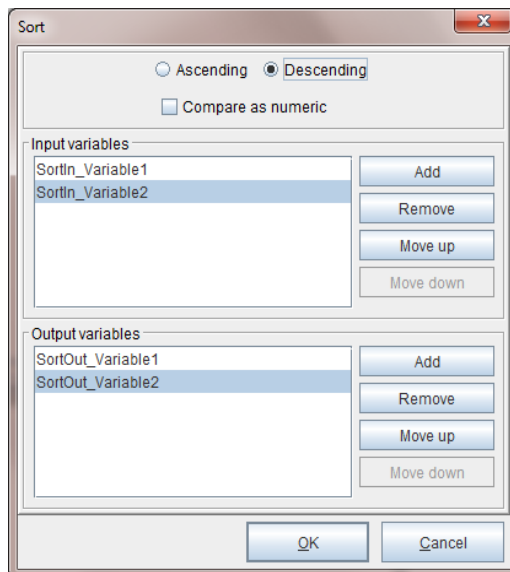 Sort
x
Ascending Descending
Compare as numeric
Input variables
SortIn_Variable1
SortIn_Variable2
Add
Remove
Move up
Move down
Output variables
SortOut_Variable1
SortOut_Variable2
Add
Remove
Move up
Move down
OK Cancel